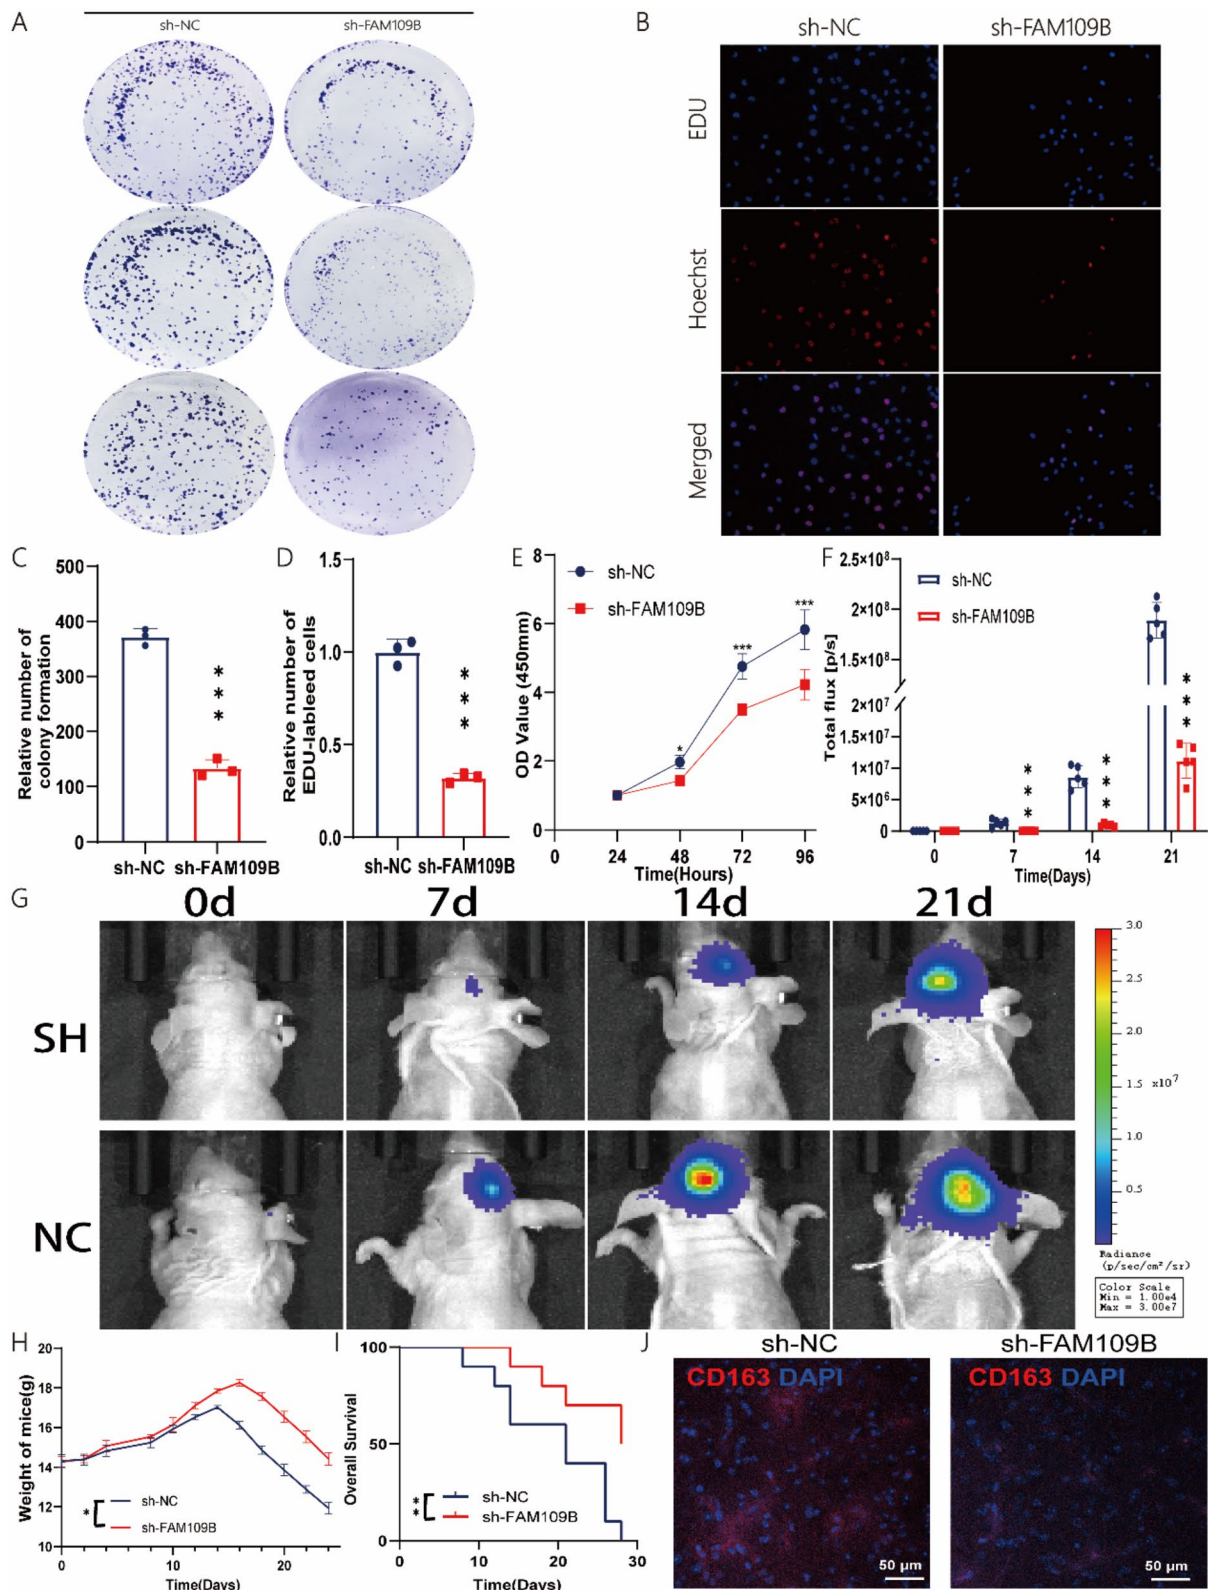 A
sh-NC
sh-FAM109B
B
sh-NC
sh-FAM109B
EDU
Hoechst
Merged
C
Relative number of
colony formation
500
400
300
200
100
0
***
sh-NC
sh-FAM109B
D
Relative number of
EDU-lableed cells
1.5
1.0
0.5
0.0
***
sh-NC
sh-FAM109B
E
OD Value (450mm)
8
6
4
2
0
sh-NC
sh-FAM109B
*
***
***
0
24
48
72
96
Time(Hours)
F
Total flux [p/s]
2.5×10⁸
2×10⁸
1.5×10⁸
2×10⁷
1.5×10⁷
1×10⁷
5×10⁶
0
sh-NC
sh-FAM109B
***
***
***
0
7
14
21
Time(Days)
G
0d
7d
14d
21d
SH
NC
3.0
2.5
2.0
1.5
x10⁷
1.0
0.5
Radiance
(p/sec/cm²/sr)
Color Scale
Min = 1.00e4
Max = 3.00e7
H
Weight of mice(g)
20
18
16
14
12
10
*
sh-NC
sh-FAM109B
0
10
20
Time(Days)
I
Overall Survival
100
50
0
**
sh-NC
sh-FAM109B
0
10
20
30
Time(Days)
J
sh-NC
sh-FAM109B
CD163 DAPI
CD163 DAPI
50 μm
50 μm